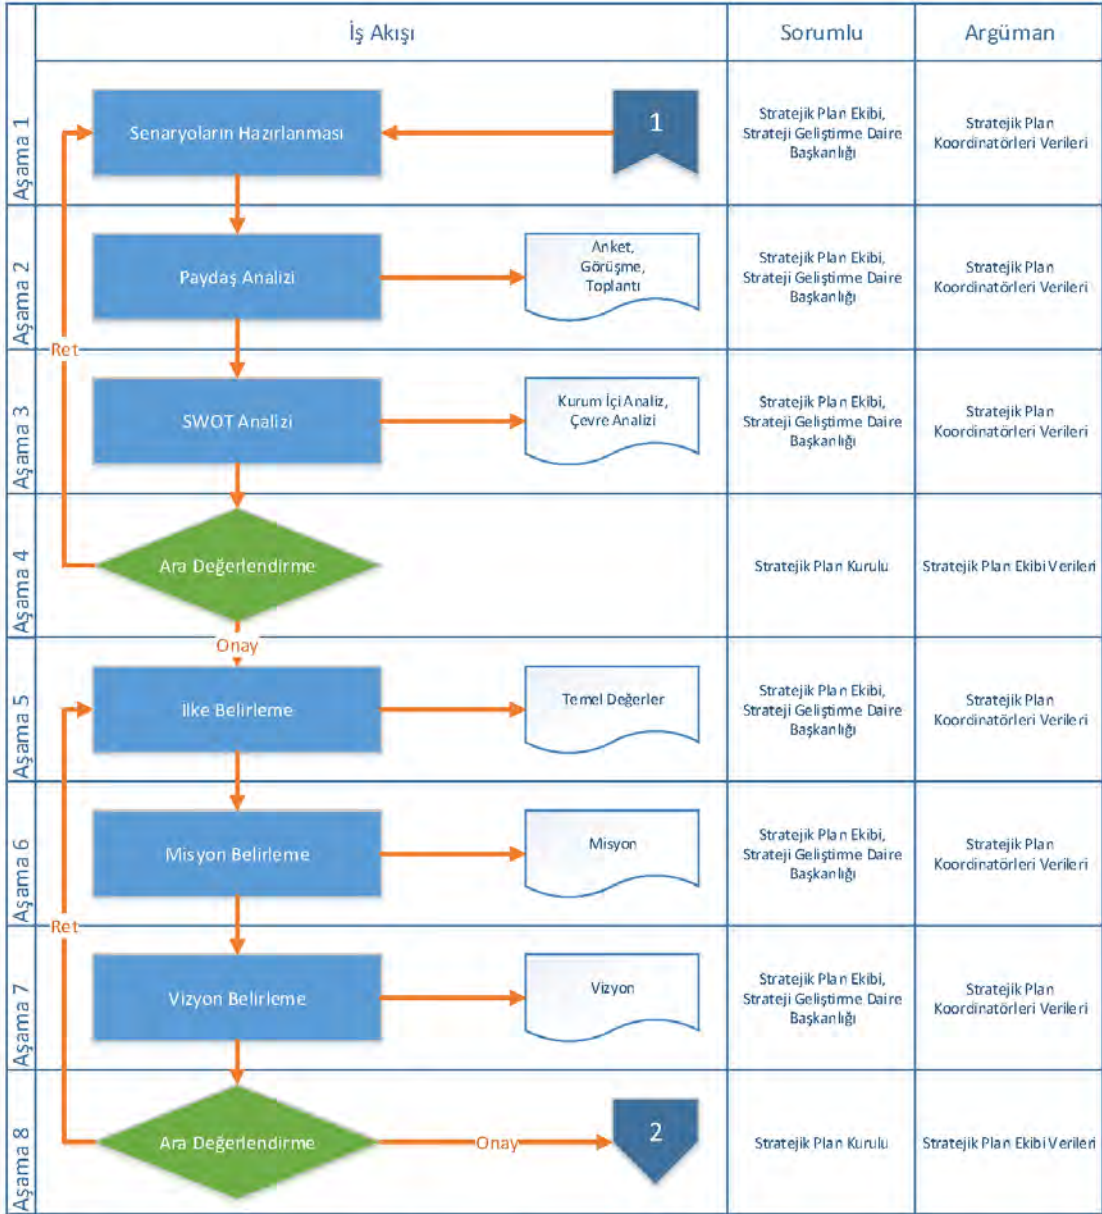 İş Akışı
Sorumlu
Argüman
Aşama 1
Senaryoların Hazırlanması
1
Stratejik Plan Ekibi,
Strateji Geliştirme Daire
Başkanlığı
Stratejik Plan
Koordinatörleri Verileri
Aşama 2
Paydaş Analizi
Anket,
Görüşme,
Toplantı
Stratejik Plan Ekibi,
Strateji Geliştirme Daire
Başkanlığı
Stratejik Plan
Koordinatörleri Verileri
Ret
Aşama 3
SWOT Analizi
Kurum İçi Analiz,
Çevre Analizi
Stratejik Plan Ekibi,
Strateji Geliştirme Daire
Başkanlığı
Stratejik Plan
Koordinatörleri Verileri
Aşama 4
Ara Değerlendirme
Stratejik Plan Kurulu
Stratejik Plan Ekibi Verileri
Onay
Aşama 5
İlke Belirleme
Temel Değerler
Stratejik Plan Ekibi,
Strateji Geliştirme Daire
Başkanlığı
Stratejik Plan
Koordinatörleri Verileri
Aşama 6
Misyon Belirleme
Misyon
Stratejik Plan Ekibi,
Strateji Geliştirme Daire
Başkanlığı
Stratejik Plan
Koordinatörleri Verileri
Ret
Aşama 7
Vizyon Belirleme
Vizyon
Stratejik Plan Ekibi,
Strateji Geliştirme Daire
Başkanlığı
Stratejik Plan
Koordinatörleri Verileri
Aşama 8
Ara Değerlendirme
Onay
2
Stratejik Plan Kurulu
Stratejik Plan Ekibi Verileri